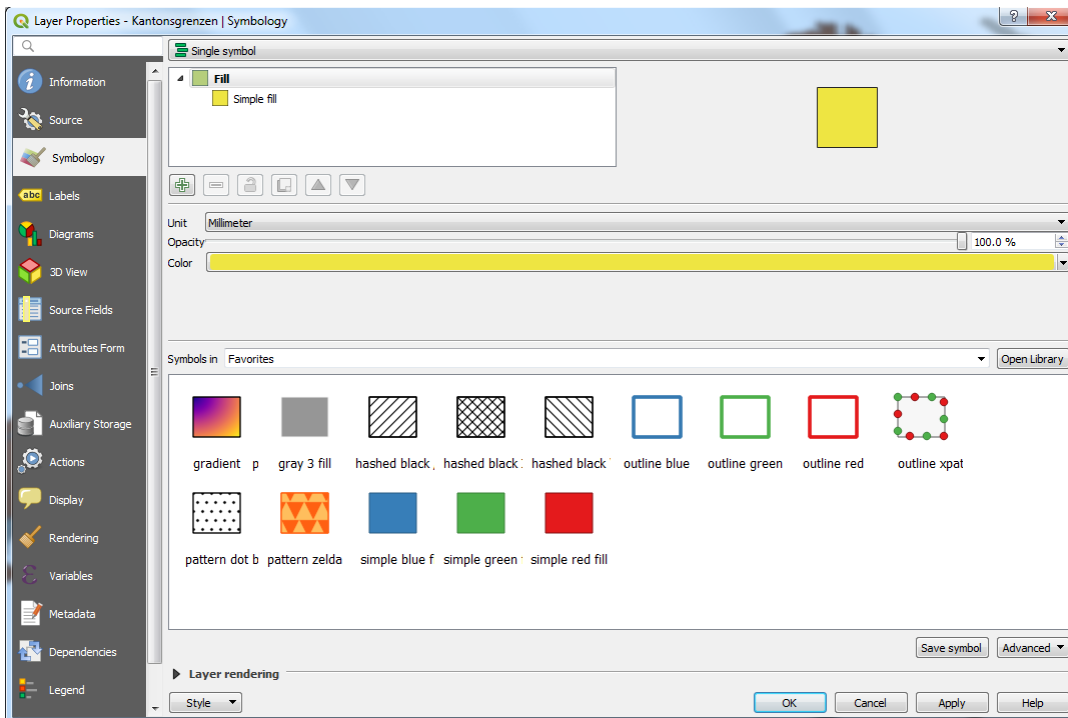 Layer Properties - Kantonsgrenzen | Symbology
Information
Source
Symbology
abc Labels
Diagrams
3D View
Source Fields
Attributes Form
Joins
Auxiliary Storage
Actions
Display
Rendering
Variables
Metadata
Dependencies
Legend
Single symbol
Fill
Simple fill
Unit Millimeter
Opacity 100.0 %
Color
Symbols in Favorites Open Library
gradient p gray 3 fill hashed black hashed black hashed black outline blue outline green outline red outline xpat
pattern dot b pattern zelda simple blue f simple green simple red fill
Save symbol Advanced
Layer rendering
Style OK Cancel Apply Help